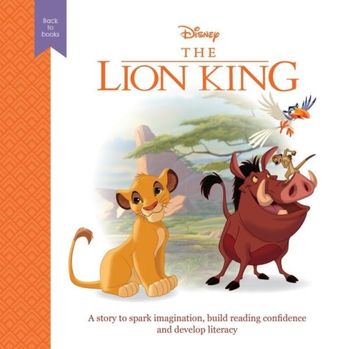 Back
to
books
Disney
THE
LION KING
A story to spark imagination, build reading confidence
and develop literacy